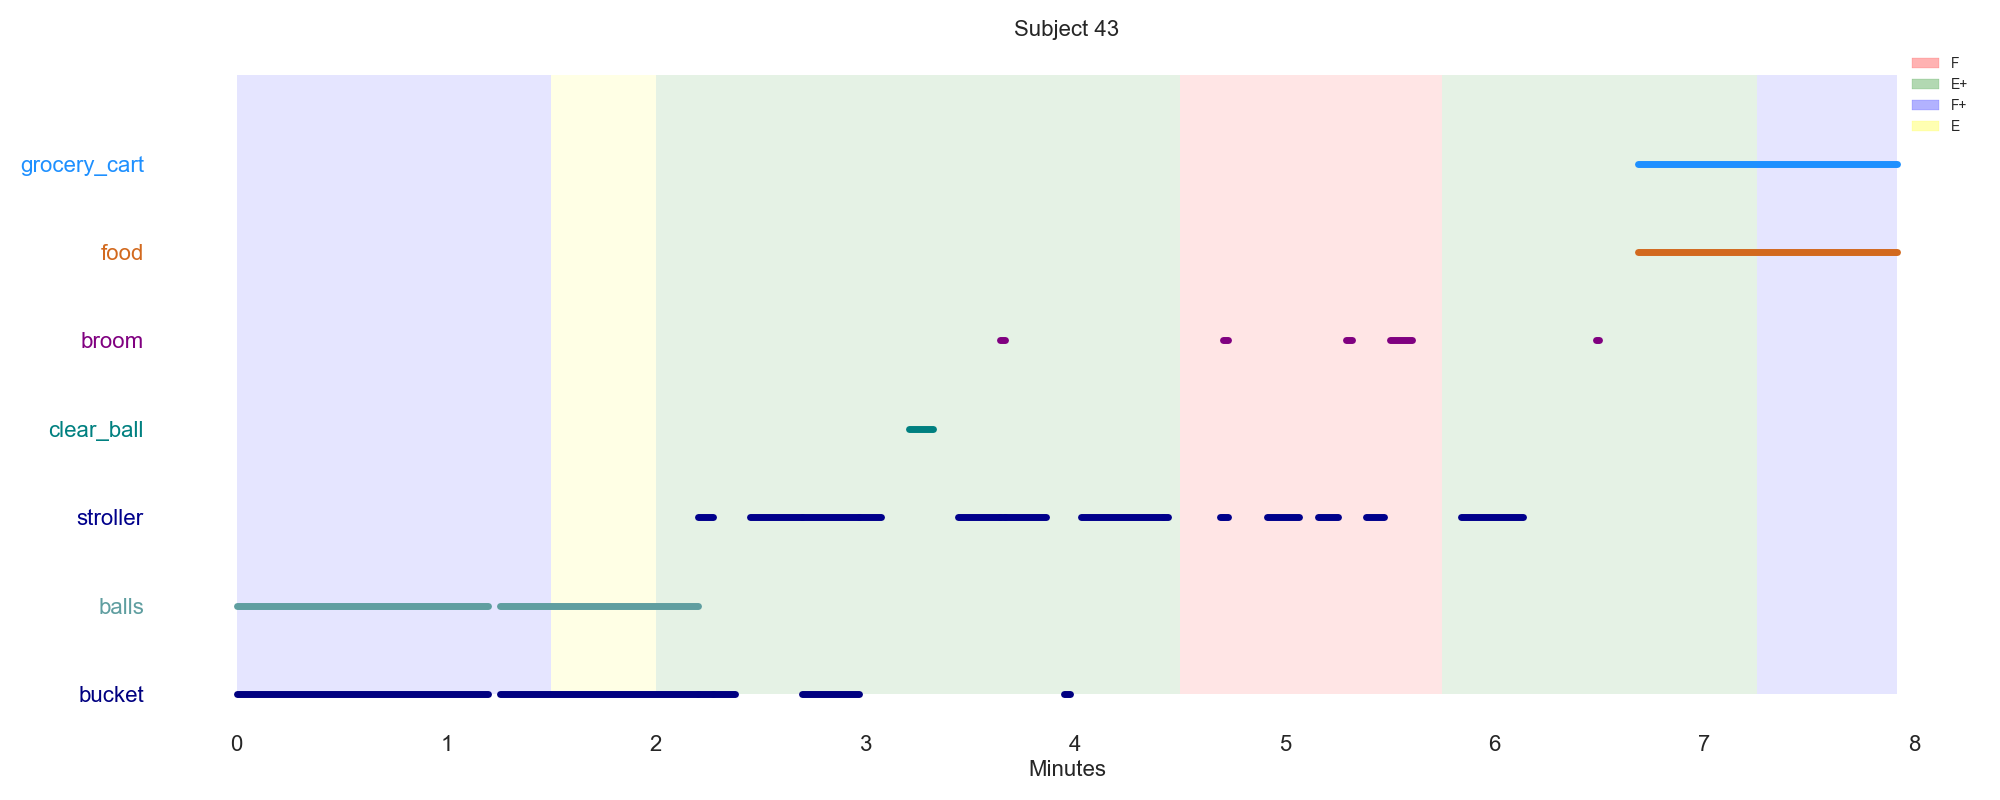 Subject 43
F
E+
F+
E
grocery_cart
food
broom
clear_ball
stroller
balls
bucket
0 1 2 3 4 5 6 7 8
Minutes